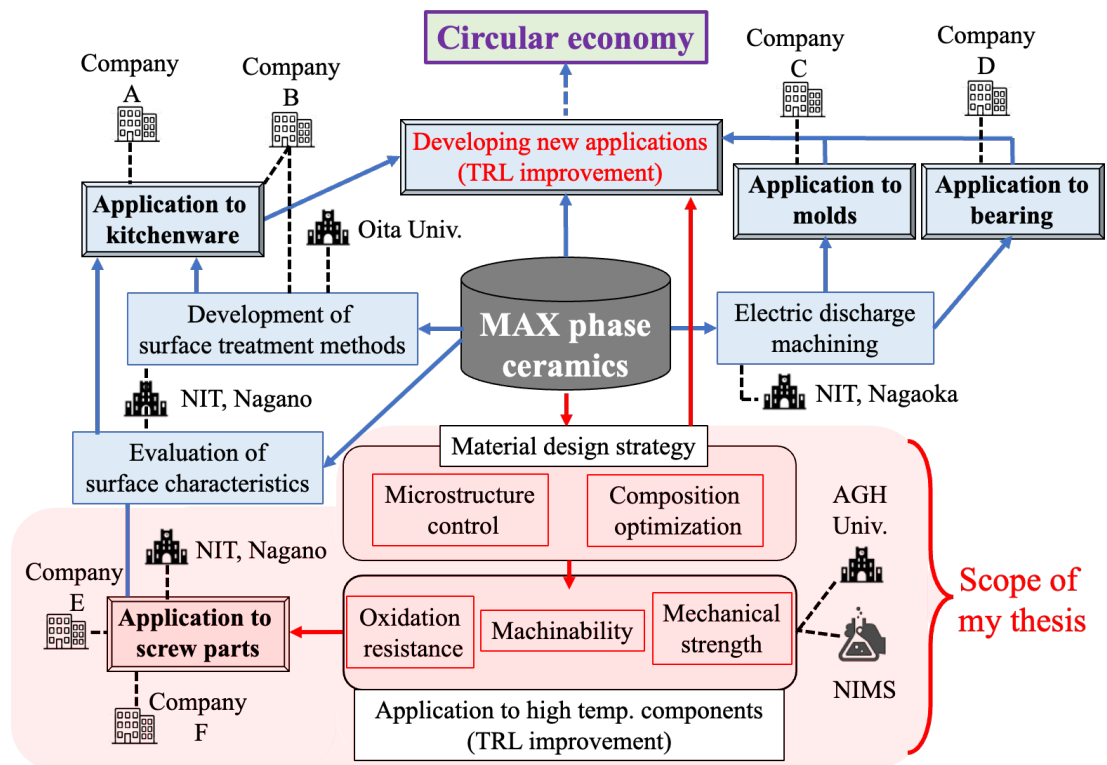 Circular economy
Company
A
Company
B
Company
C
Company
D
Developing new applications
(TRL improvement)
Application to
kitchenware
Oita Univ.
Application to
molds
Application to
bearing
Development of
surface treatment methods
MAX phase
ceramics
Electric discharge
machining
NIT, Nagano
NIT, Nagaoka
Evaluation of
surface characteristics
Material design strategy
Microstructure
control
Composition
optimization
AGH
Univ.
NIT, Nagano
Company
E
Application to
screw parts
Company
F
Oxidation
resistance
Machinability
Mechanical
strength
NIMS
Application to high temp. components
(TRL improvement)
Scope of
my thesis